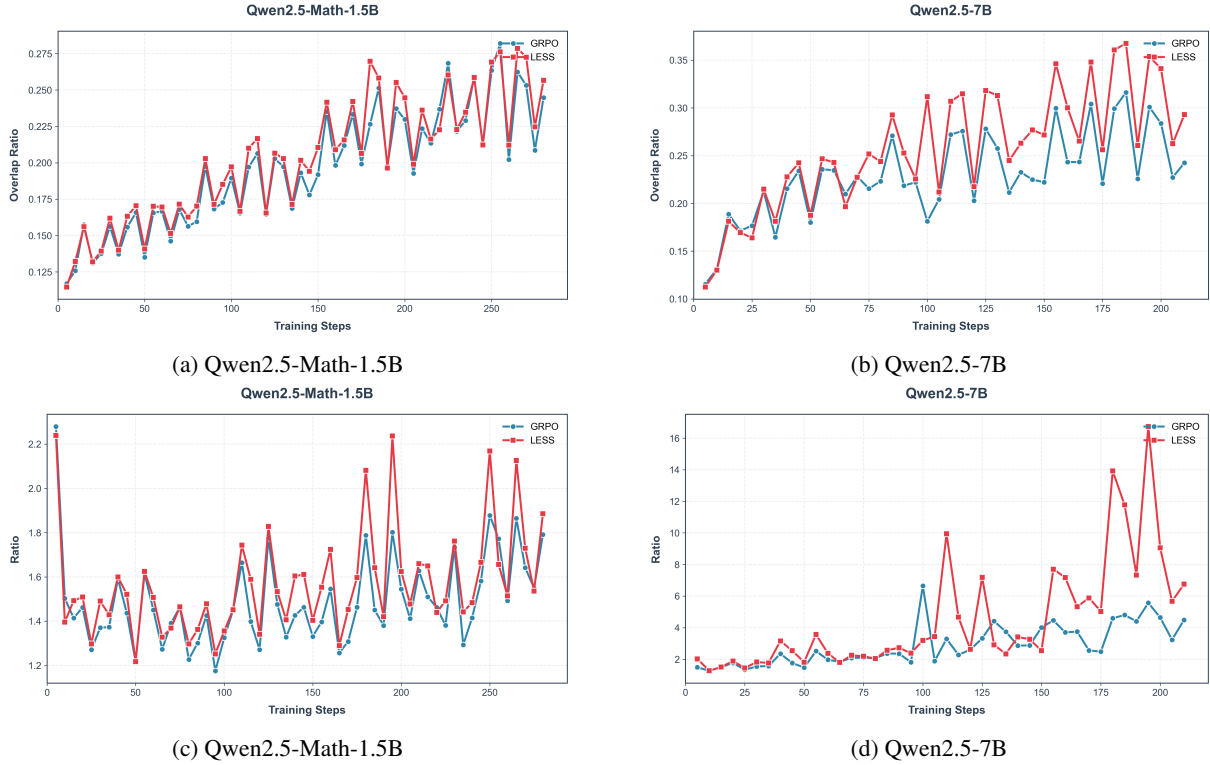 Qwen2.5-Math-1.5B
GRPO
LESS
0.275
0.250
0.225
0.200
0.175
0.150
0.125
Overlap Ratio
0 50 100 150 200 250
Training Steps
(a) Qwen2.5-Math-1.5B
Qwen2.5-7B
GRPO
LESS
0.35
0.30
0.25
0.20
0.15
0.10
Overlap Ratio
0 25 50 75 100 125 150 175 200
Training Steps
(b) Qwen2.5-7B
Qwen2.5-Math-1.5B
GRPO
LESS
2.2
2.0
1.8
1.6
1.4
1.2
Ratio
0 50 100 150 200 250
Training Steps
(c) Qwen2.5-Math-1.5B
Qwen2.5-7B
GRPO
LESS
16
14
12
10
8
6
4
2
Ratio
0 25 50 75 100 125 150 175 200
Training Steps
(d) Qwen2.5-7B